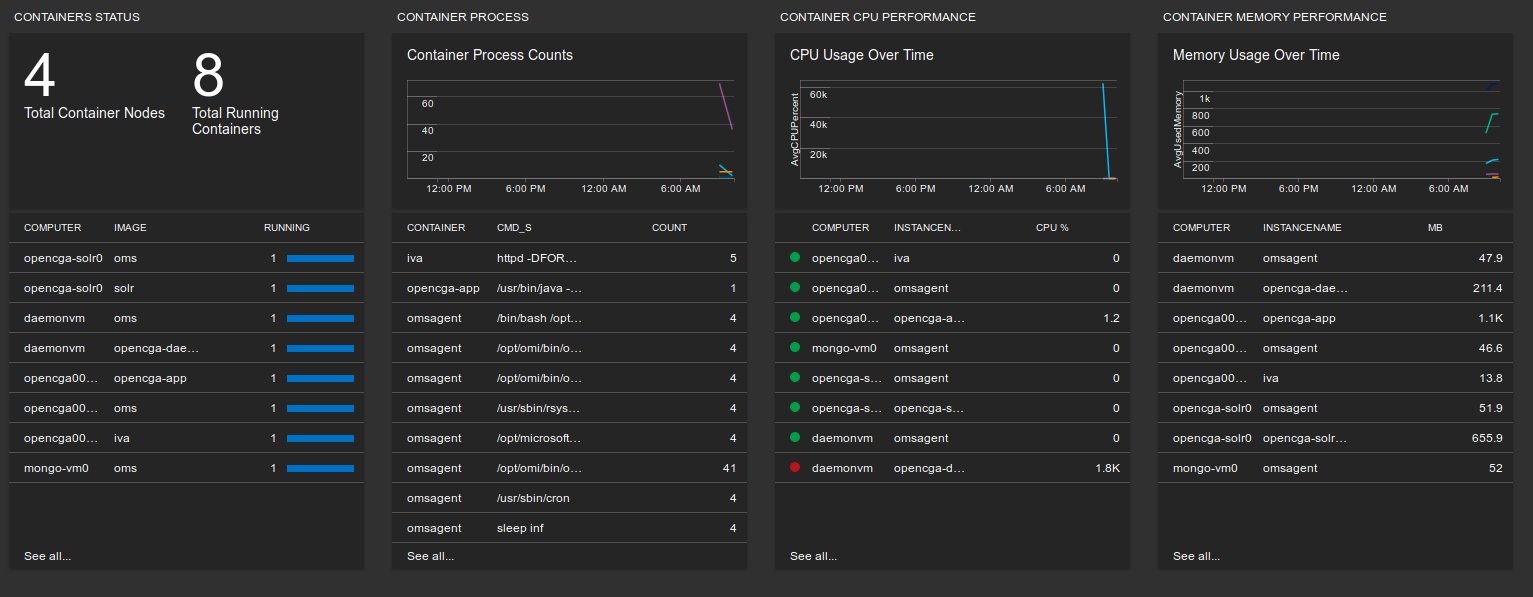 CONTAINERS STATUS
4
Total Container Nodes
8
Total Running
Containers
COMPUTER IMAGE RUNNING
opencga-solr0 oms 1
opencga-solr0 solr 1
daemonvm oms 1
daemonvm opencga-dae... 1
opencga00... opencga-app 1
opencga00... oms 1
opencga00... iva 1
mongo-vm0 oms 1
See all...
CONTAINER PROCESS
Container Process Counts
60
40
20
12:00 PM 6:00 PM 12:00 AM 6:00 AM
CONTAINER CMD_S COUNT
iva httpd -DFOR... 5
opencga-app /usr/bin/java -... 1
omsagent /bin/bash /opt... 4
omsagent /opt/omi/bin/o... 4
omsagent /opt/omi/bin/o... 4
omsagent /usr/sbin/rsys... 4
omsagent /opt/microsoft... 4
omsagent /opt/omi/bin/o... 41
omsagent /usr/sbin/cron 4
omsagent sleep inf 4
See all...
CONTAINER CPU PERFORMANCE
CPU Usage Over Time
AvgCPUPercent
60k
40k
20k
12:00 PM 6:00 PM 12:00 AM 6:00 AM
COMPUTER INSTANCEN... CPU %
opencga0... iva 0
opencga0... omsagent 0
opencga0... opencga-a... 1.2
mongo-vm0 omsagent 0
opencga-s... omsagent 0
opencga-s... opencga-s... 0
daemonvm omsagent 0
daemonvm opencga-d... 1.8K
See all...
CONTAINER MEMORY PERFORMANCE
Memory Usage Over Time
AvgUsedMemory
1k
800
600
400
200
12:00 PM 6:00 PM 12:00 AM 6:00 AM
COMPUTER INSTANCENAME MB
daemonvm omsagent 47.9
daemonvm opencga-dae... 211.4
opencga00... opencga-app 1.1K
opencga00... omsagent 46.6
opencga00... iva 13.8
opencga-solr0 omsagent 51.9
opencga-solr0 opencga-solr... 655.9
mongo-vm0 omsagent 52
See all...